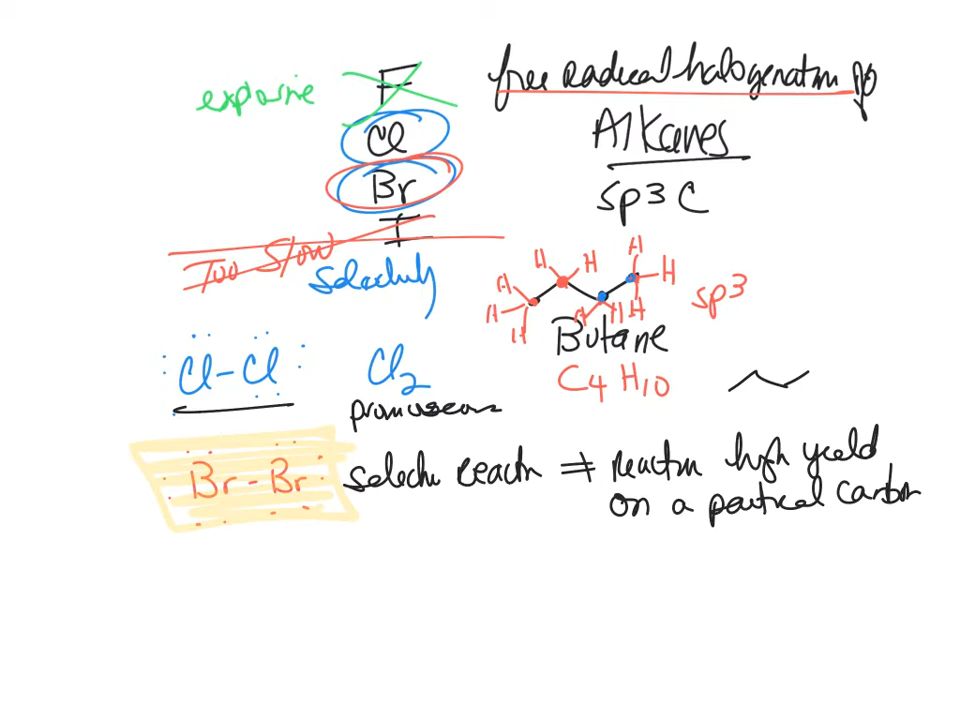 free Radical halogenation of
Alkanes
sp3 C
explosive
F
Cl
Br
I
Too Slow
Selectivity
H H H H
H H H H H H
sp3
Butane
C4 H10
Cl-Cl Cl2
promiscuous
Br-Br selective reaction ⇒ reaction high yield
on a particular carbon